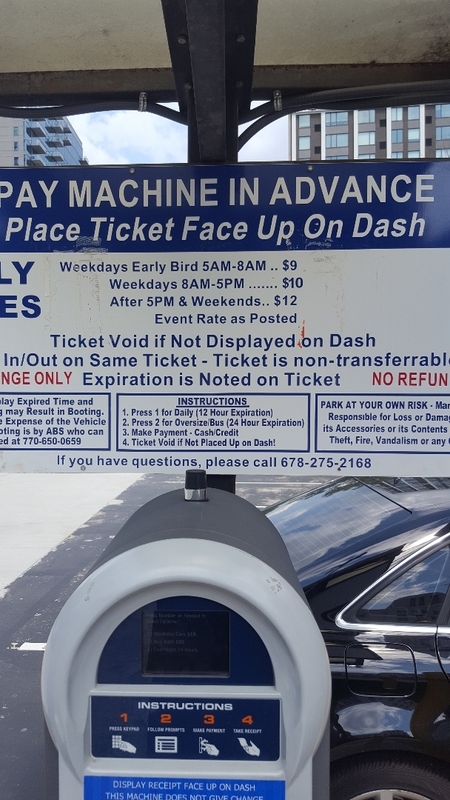 PAY MACHINE IN ADVANCE
Place Ticket Face Up On Dash
LY
ES
Weekdays Early Bird 5AM-8AM .. $9
Weekdays 8AM-5PM ....... $10
After 5PM & Weekends.. $12
Event Rate as Posted
Ticket Void if Not Displayed on Dash
In/Out on Same Ticket - Ticket is non-transferrable
NGE ONLY Expiration is Noted on Ticket NO REFUN
play Expired Time and
g may Result in Booting.
e Expense of the Vehicle
oting is by ABS who can
ed at 770-650-0659
INSTRUCTIONS
1. Press 1 for Daily (12 Hour Expiration)
2. Press 2 for Oversize/Bus (24 Hour Expiration)
3. Make Payment - Cash/Credit
4. Ticket Void if Not Placed Up on Dash!
PARK AT YOUR OWN RISK - Ma
Responsible for Loss or Dama
its Accessories or its Contents
Theft, Fire, Vandalism or any C
If you have questions, please call 678-275-2168
INSTRUCTIONS
1 2 3 4
PRESS KEYPAD FOLLOW PROMPTS MAKE PAYMENT TAKE RECEIPT
DISPLAY RECEIPT FACE UP ON DASH
THIS MACHINE DOES NOT GIVE CHANGE